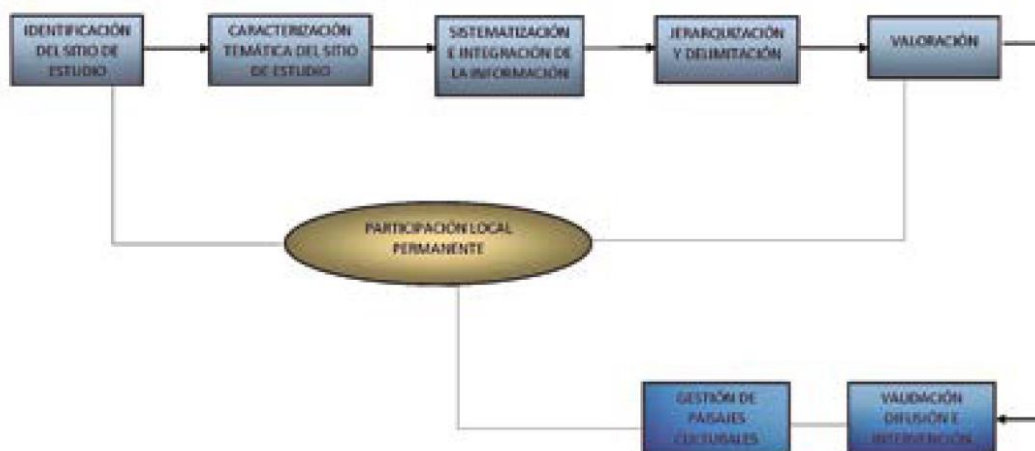 IDENTIFICACIÓN
DEL SITIO DE
ESTUDIO
CARACTERIZACIÓN
TEMÁTICA DEL SITIO
DE ESTUDIO
SISTEMATIZACIÓN
E INTEGRACIÓN DE
LA INFORMACIÓN
JERARQUIZACIÓN
Y DELIMITACIÓN
VALORACIÓN
PARTICIPACIÓN LOCAL
PERMANENTE
GESTIÓN DE
PAISAJES
CULTURALES
VALIDACIÓN
DIFUSIÓN E
INTERVENCIÓN